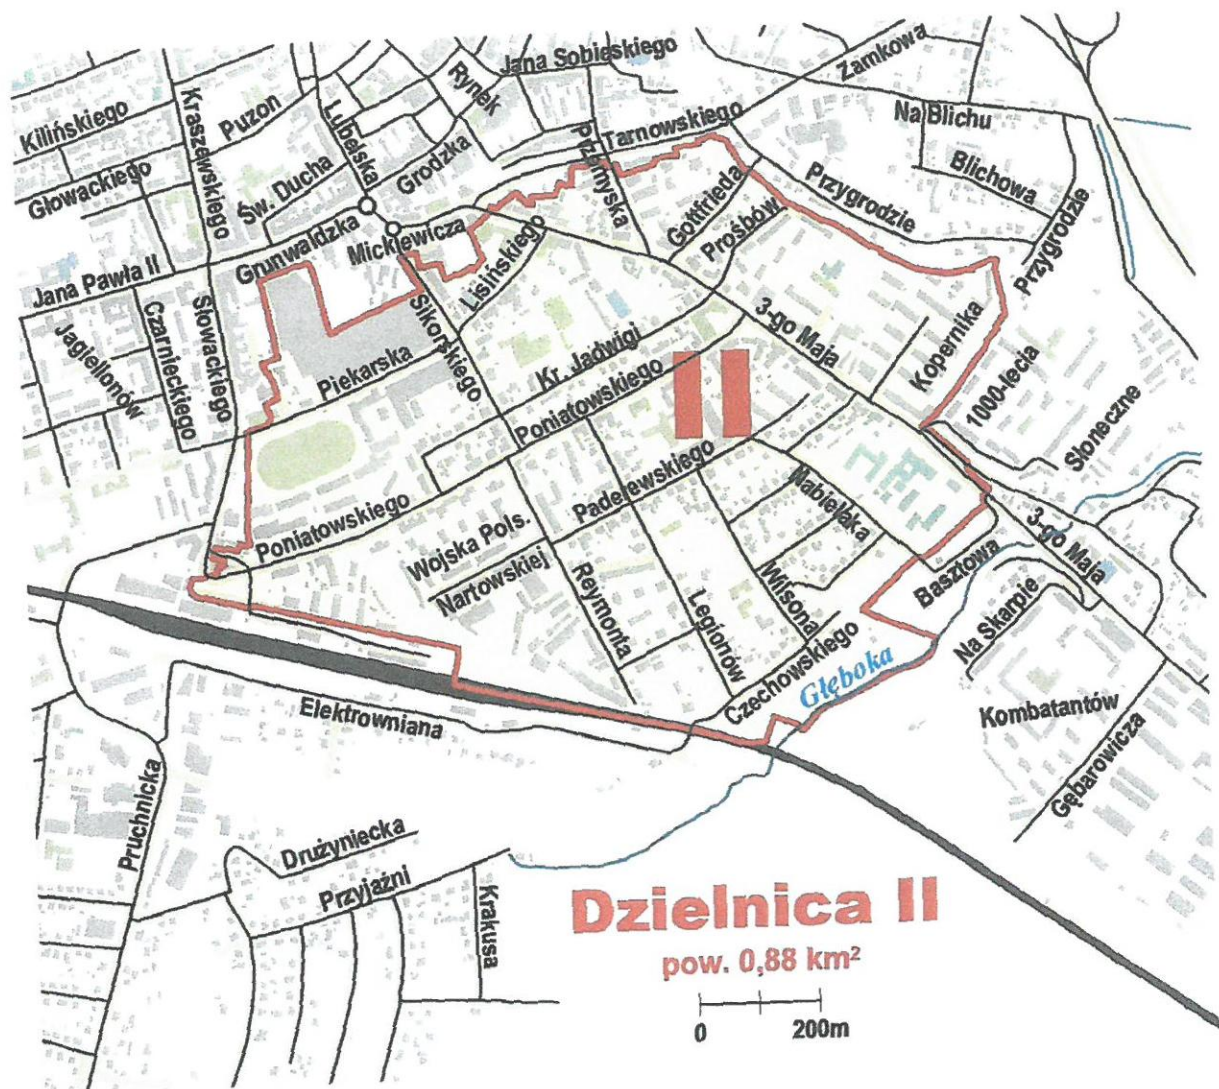 Jana Sobieskiego
Zamkowa
Rynek
Kilińskiego
Kraszewskiego
Puzon
Lubelska
Przemyska
Tarnowskiego
Na Blichu
Głowackiego
Św. Ducha
Grodzka
Blichowa
Gottfrieda
Przygrodzie
Prośbów
Przygrodzie
Grunwaldzka
Mickiewicza
Jana Pawła II
Lisińskiego
Słowackiego
Czarnieckiego
Jagiellonów
Sikorskiego
3-go Maja
Kopernika
Piekarska
Kr. Jadwigi
1000-lecia
Słoneczne
Poniatowskiego
II
Padelewskiego
Nabielaka
Poniatowskiego
Wojska Pols.
Nartowskiej
Reymonta
Legionów
Wilsona
Basztowa
3-go Maja
Na Skarpie
Czechowskiego
Głęboka
Kombatantów
Gębarowicza
Elektrowniana
Pruchnicka
Drużyniecka
Przyjaźni
Krakusa
Dzielnica II
pow. 0,88 km²
0 200m